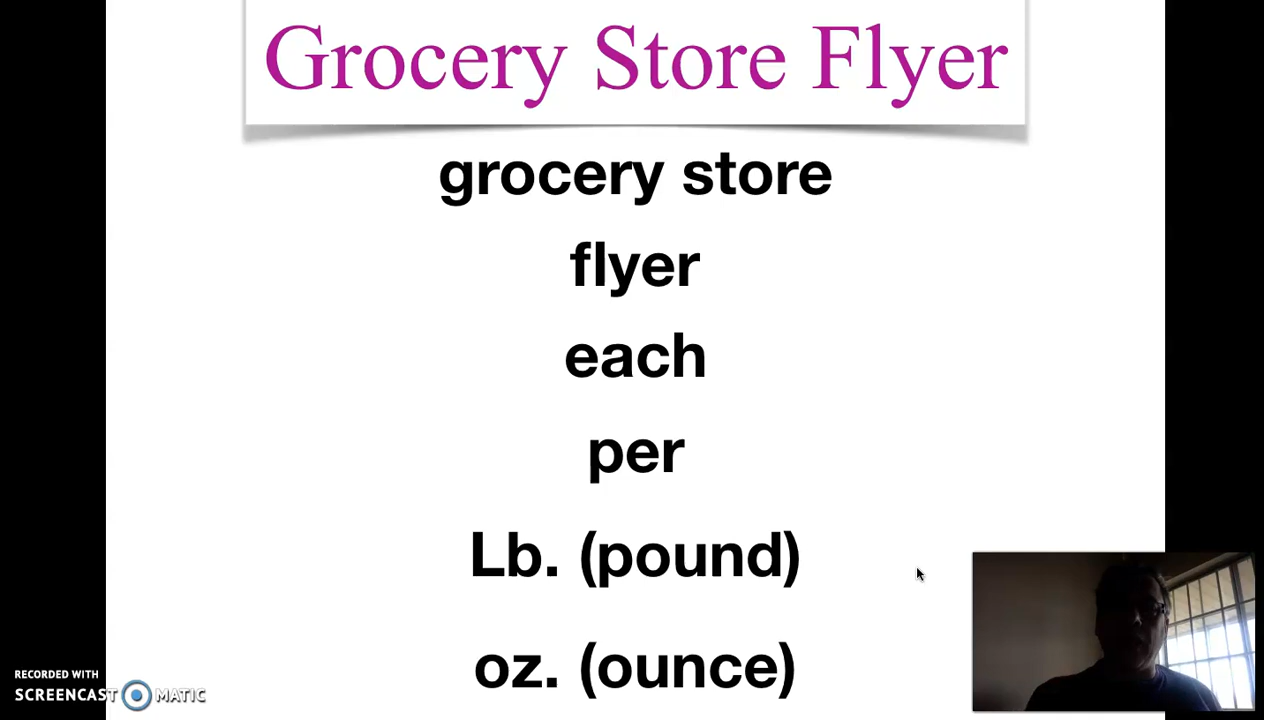 Grocery Store Flyer
grocery store
flyer
each
per
Lb. (pound)
oz. (ounce)
RECORDED WITH
SCREENCAST MATIC